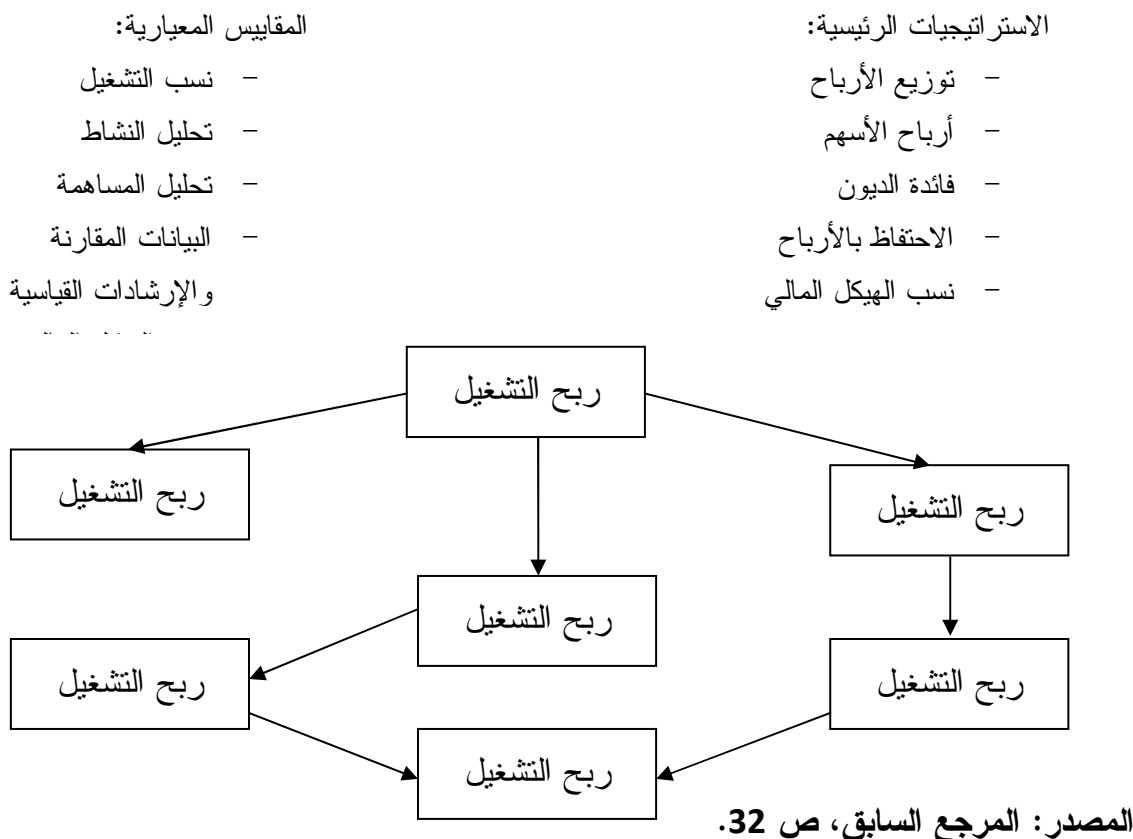 الاستراتيجيات الرئيسية:
– توزيع الأرباح
– أرباح الأسهم
– فائدة الديون
– الاحتفاظ بالأرباح
– نسب الهيكل المالي
المقاييس المعيارية:
– نسب التشغيل
– تحليل النشاط
– تحليل المساهمة
– البيانات المقارنة
والإرشادات القياسية
ربح التشغيل
ربح التشغيل
ربح التشغيل
ربح التشغيل
ربح التشغيل
ربح التشغيل
ربح التشغيل
المصدر: المرجع السابق، ص 32.